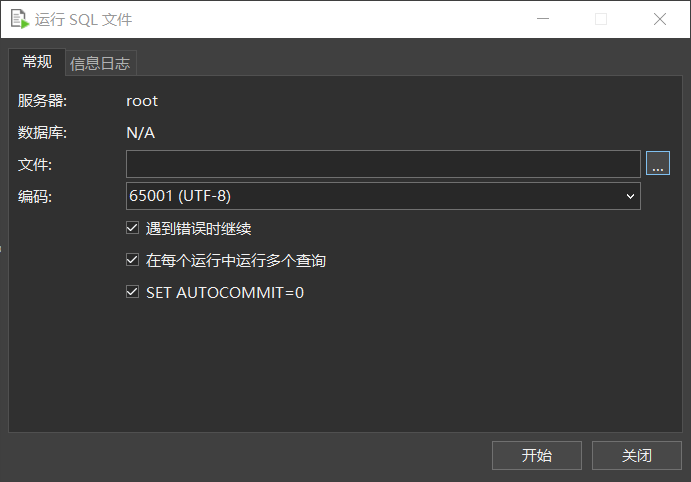 运行 SQL 文件
常规 信息日志
服务器: root
数据库: N/A
文件: ...
编码: 65001 (UTF-8)
遇到错误时继续
在每个运行中运行多个查询
SET AUTOCOMMIT=0
开始 关闭